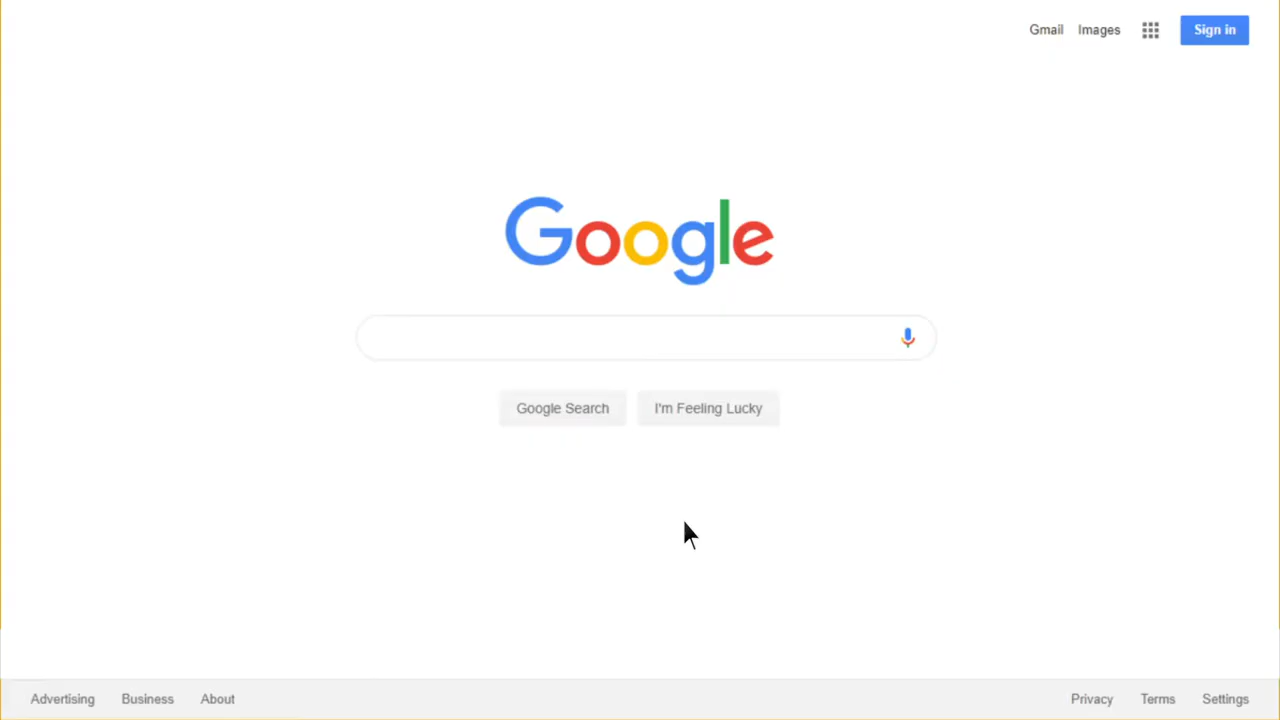 Gmail Images Sign in
Google
Google Search I'm Feeling Lucky
Advertising Business About Privacy Terms Settings